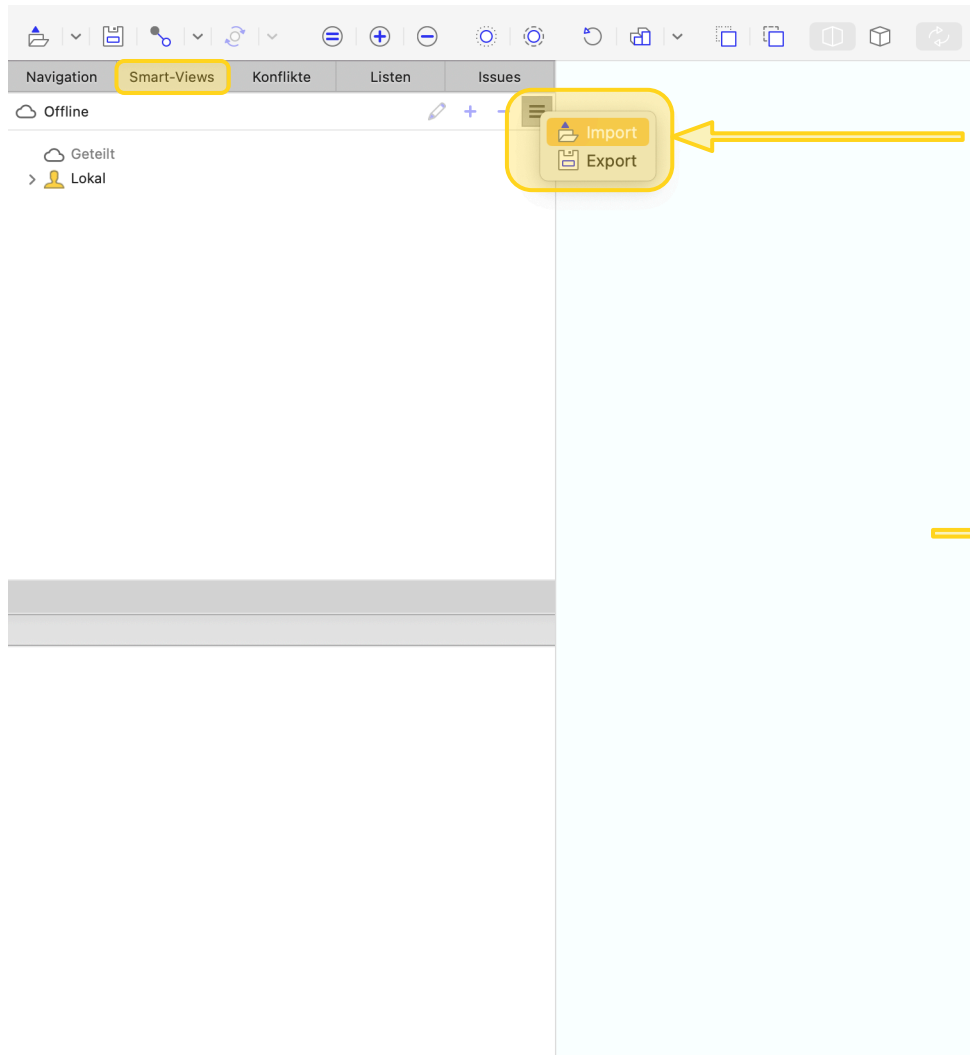 Navigation Smart-Views Konflikte Listen Issues
Offline
Import
Geteilt
Export
Lokal